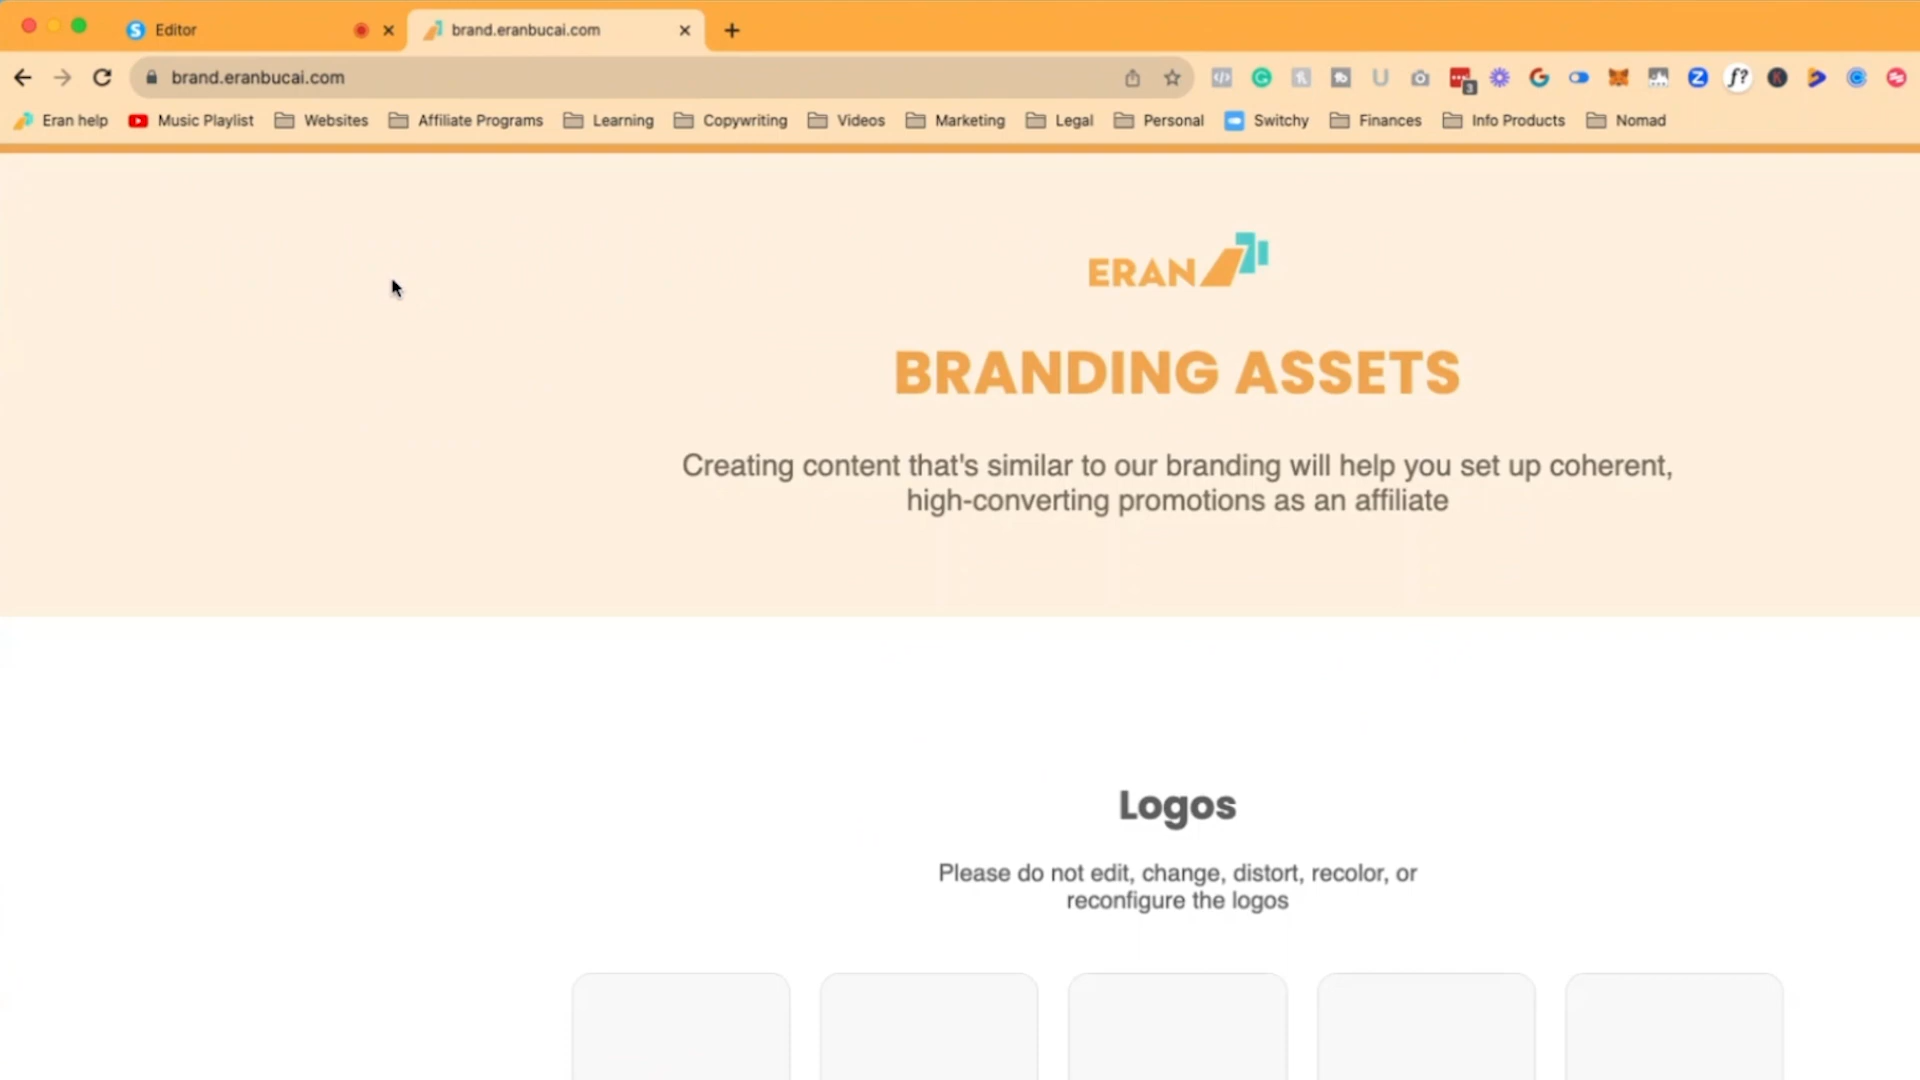 Editor
brand.eranbucai.com
brand.eranbucai.com
Eran help
Music Playlist
Websites
Affiliate Programs
Learning
Copywriting
Videos
Marketing
Legal
Personal
Switchy
Finances
Info Products
Nomad
ERAN
BRANDING ASSETS
Creating content that's similar to our branding will help you set up coherent,
high-converting promotions as an affiliate
Logos
Please do not edit, change, distort, recolor, or
reconfigure the logos